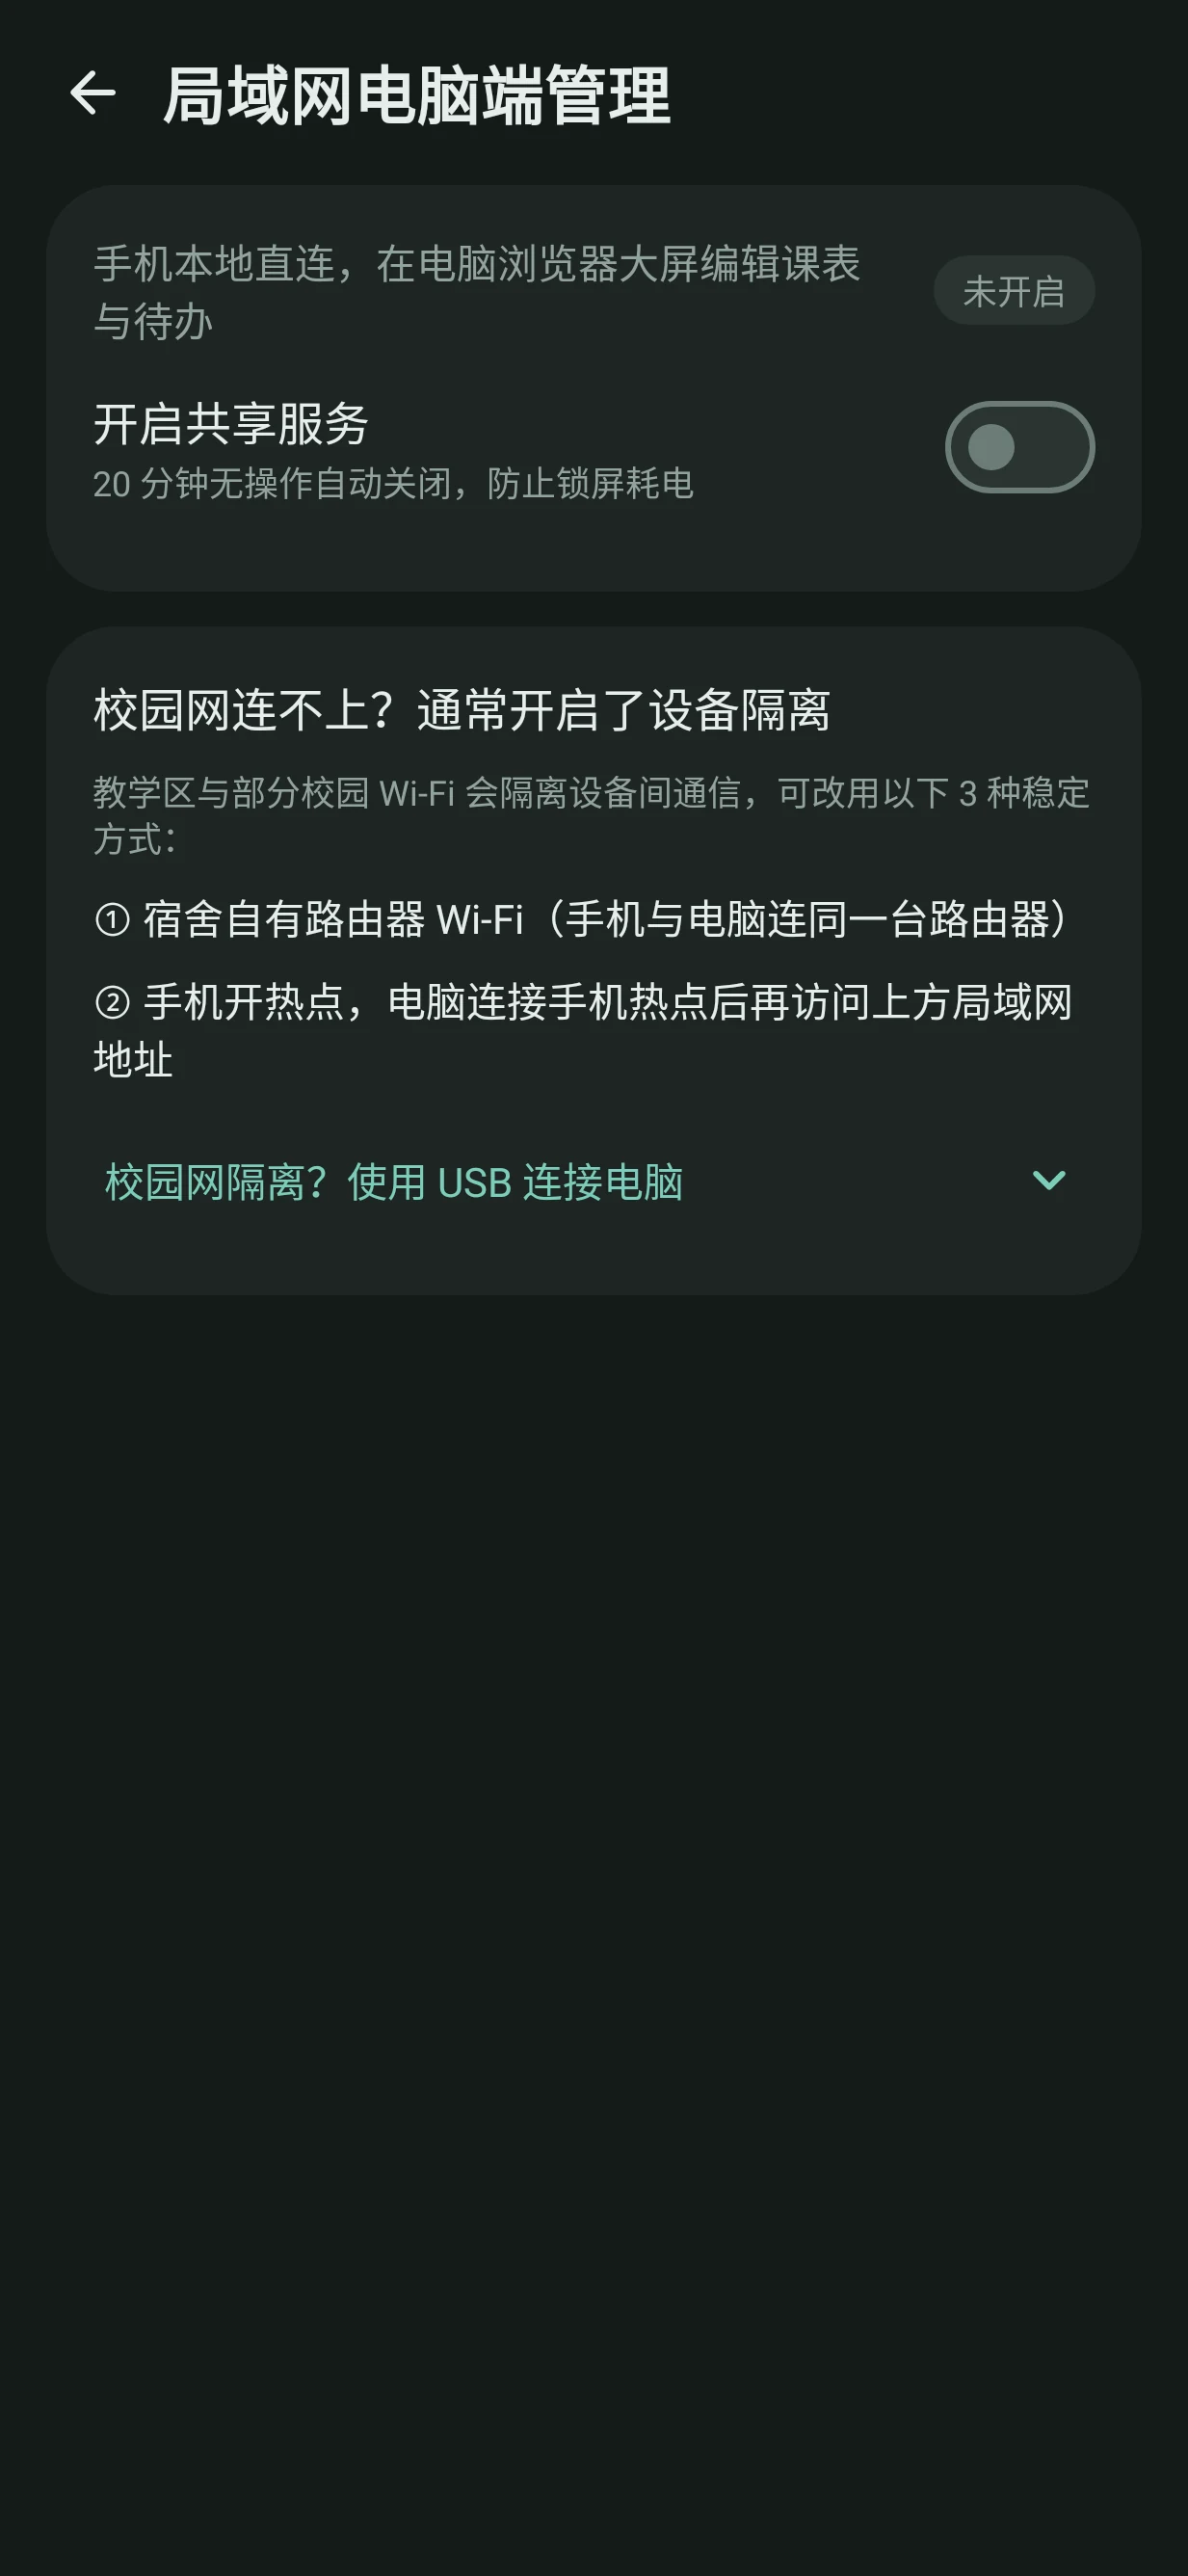 局域网电脑端管理
手机本地直连，在电脑浏览器大屏编辑课表
与待办
未开启
开启共享服务
20 分钟无操作自动关闭，防止锁屏耗电
校园网连不上？通常开启了设备隔离
教学区与部分校园 Wi-Fi 会隔离设备间通信，可改用以下 3 种稳定
方式：
① 宿舍自有路由器 Wi-Fi（手机与电脑连同一台路由器）
② 手机开热点，电脑连接手机热点后再访问上方局域网
地址
校园网隔离？使用 USB 连接电脑